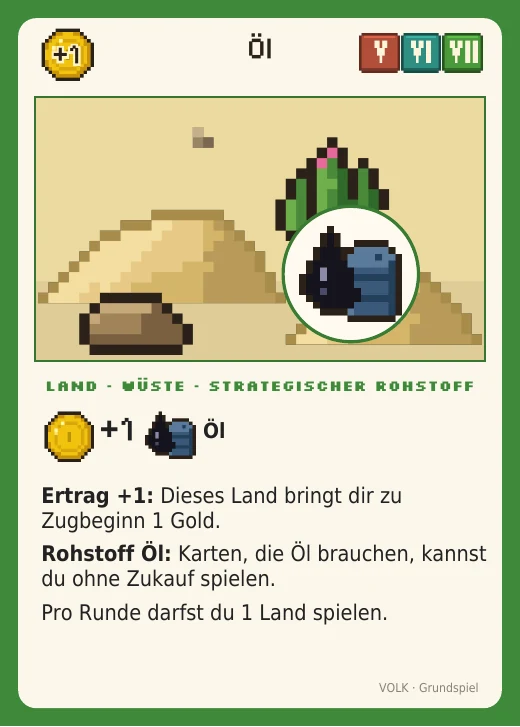 +1
Öl
V VI VII
LAND · WÜSTE · STRATEGISCHER ROHSTOFF
+1 Öl
Ertrag +1: Dieses Land bringt dir zu
Zugbeginn 1 Gold.
Rohstoff Öl: Karten, die Öl brauchen, kannst
du ohne Zukauf spielen.
Pro Runde darfst du 1 Land spielen.
VOLK · Grundspiel